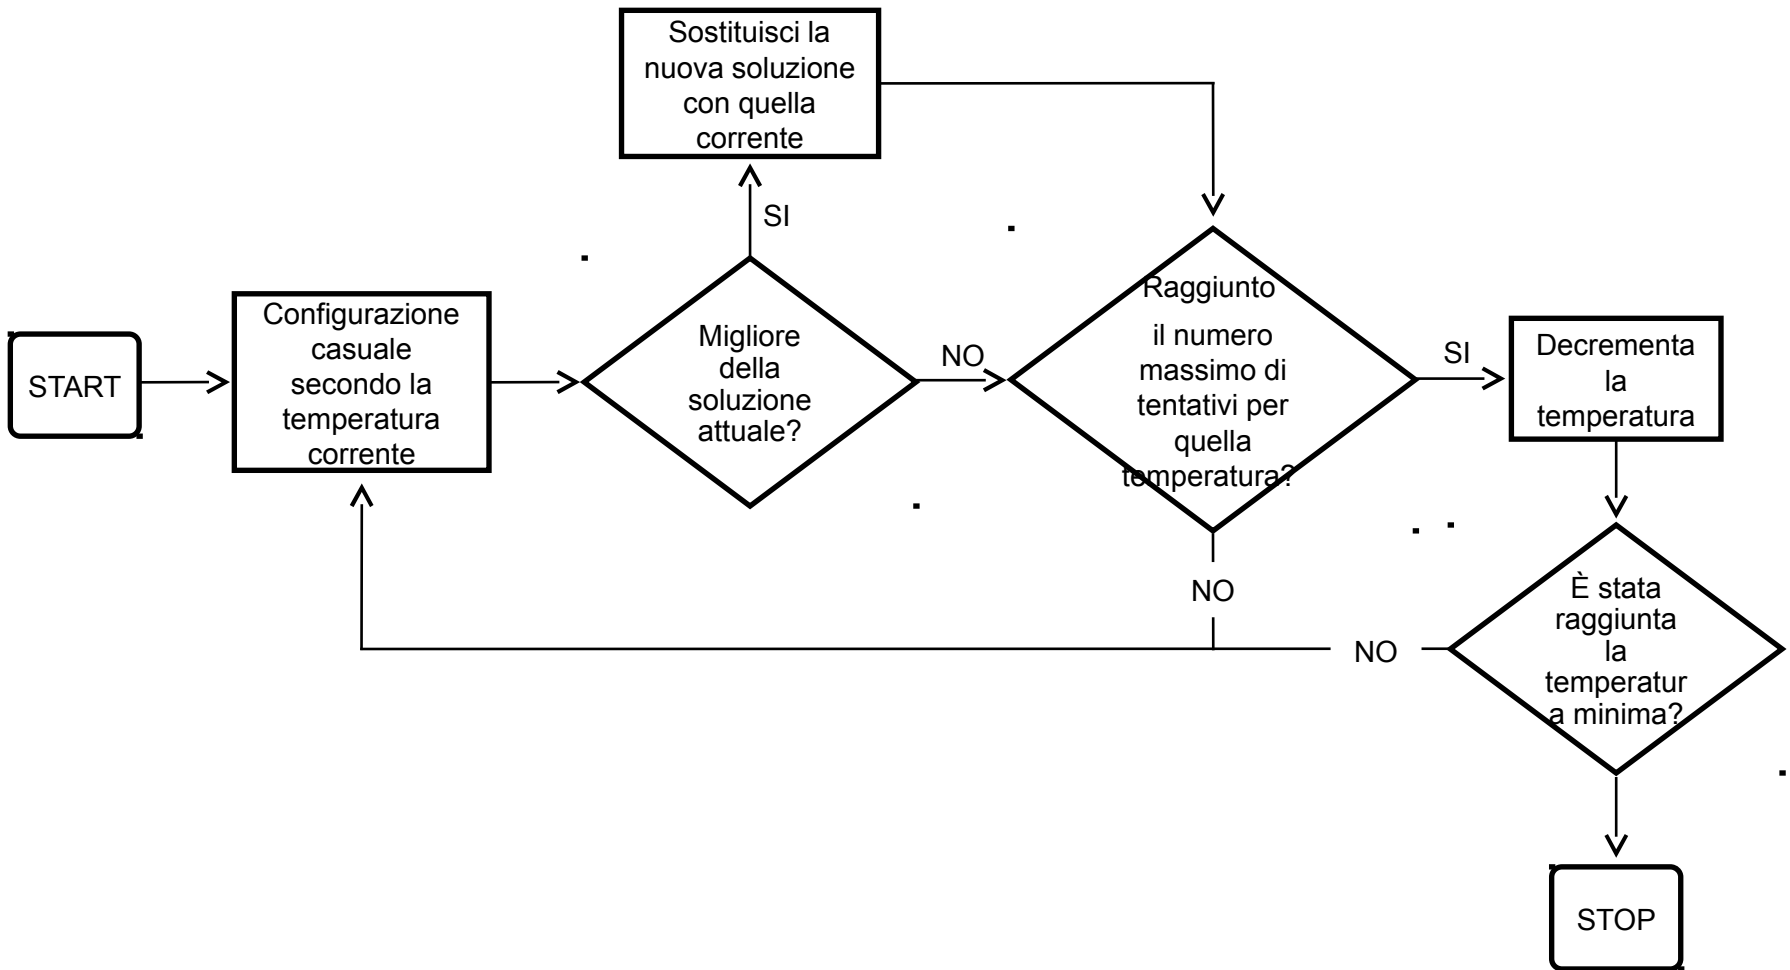 Sostituisci la
nuova soluzione
con quella
corrente
SI
START
Configurazione
casuale
secondo la
temperatura
corrente
Migliore
della
soluzione
attuale?
NO
Raggiunto
il numero
massimo di
tentativi per
quella
temperatura?
SI
Decrementa
la
temperatura
NO
NO
È stata
raggiunta
la
temperatur
a minima?
STOP